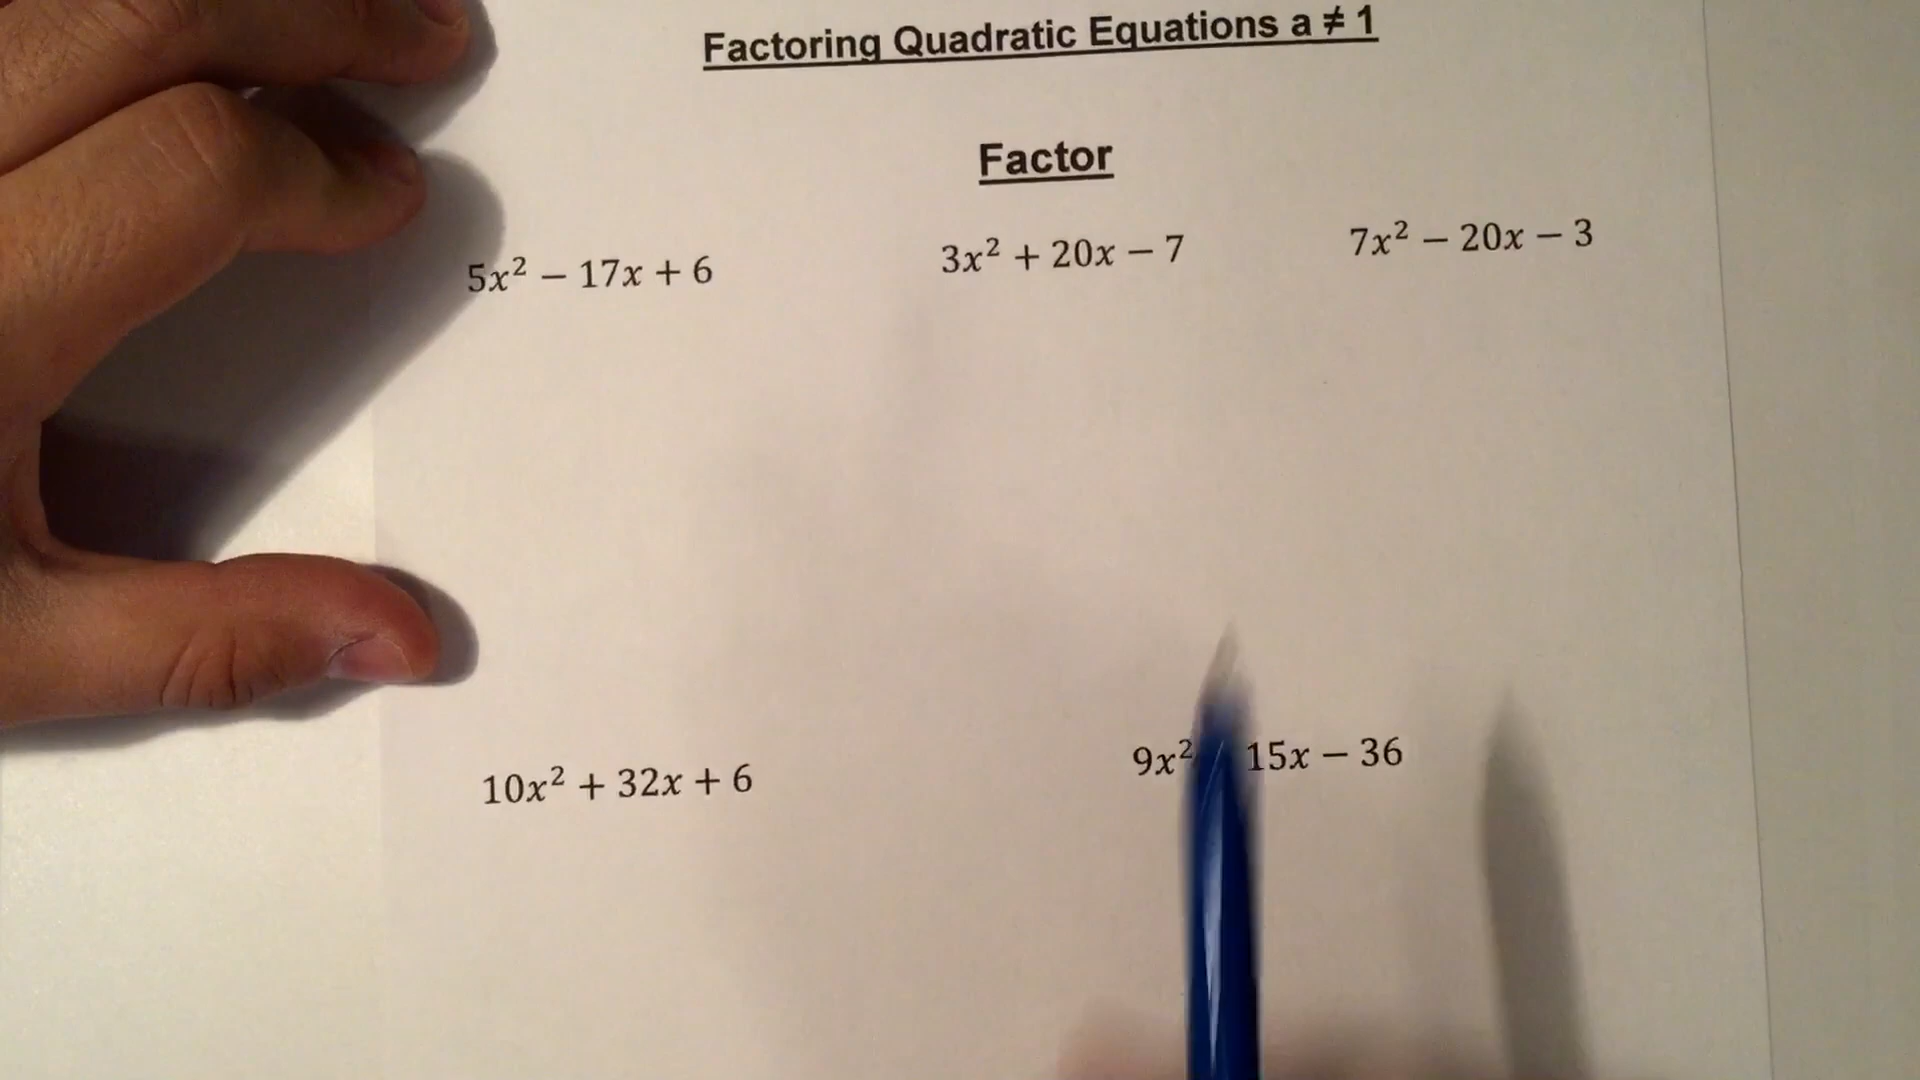 Factoring Quadratic Equations a ≠ 1
Factor
5x² − 17x + 6
3x² + 20x − 7
7x² − 20x − 3
10x² + 32x + 6
9x² 15x − 36